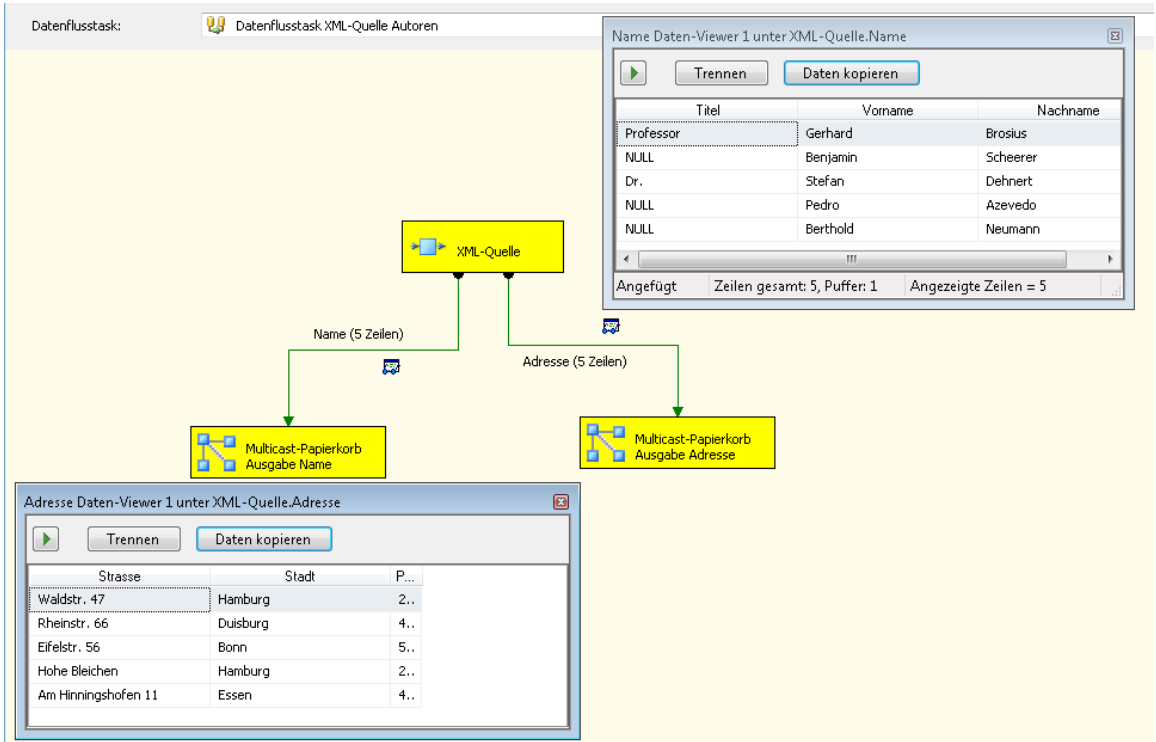 Datenflusstask:
Datenflusstask XML-Quelle Autoren
Name Daten-Viewer 1 unter XML-Quelle.Name
Trennen
Daten kopieren
Titel Vorname Nachname
Professor Gerhard Brosius
NULL Benjamin Scheerer
Dr. Stefan Dehnert
NULL Pedro Azevedo
NULL Berthold Neumann
Angefügt Zeilen gesamt: 5, Puffer: 1 Angezeigte Zeilen = 5
XML-Quelle
Name (5 Zeilen)
Adresse (5 Zeilen)
Multicast-Papierkorb
Ausgabe Name
Multicast-Papierkorb
Ausgabe Adresse
Adresse Daten-Viewer 1 unter XML-Quelle.Adresse
Trennen
Daten kopieren
Strasse Stadt P...
Waldstr. 47 Hamburg 2..
Rheinstr. 66 Duisburg 4..
Eifelstr. 56 Bonn 5..
Hohe Bleichen Hamburg 2..
Am Hinningshofen 11 Essen 4..